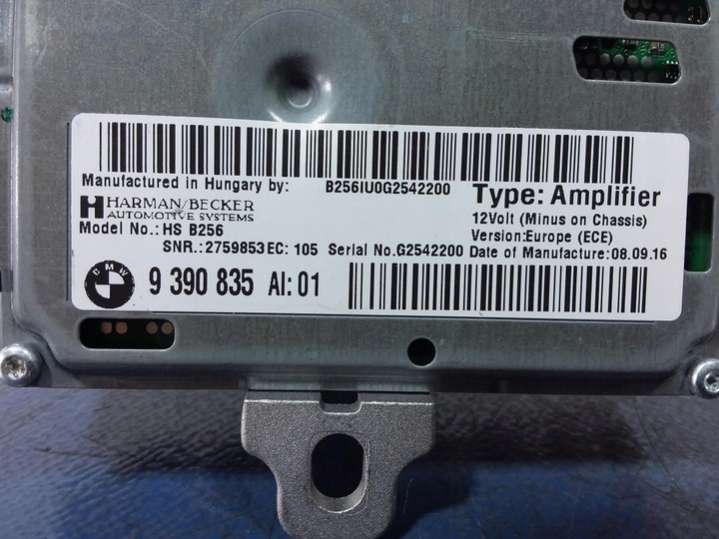 Manufactured in Hungary by: B256IU0G2542200 Type: Amplifier
HARMAN/BECKER
AUTOMOTIVE SYSTEMS
12Volt (Minus on Chassis)
Model No.: HS B256 Version:Europe (ECE)
SNR.:2759853EC: 105 Serial No.G2542200 Date of Manufacture:08.09.16
BMW 9 390 835 AI:01